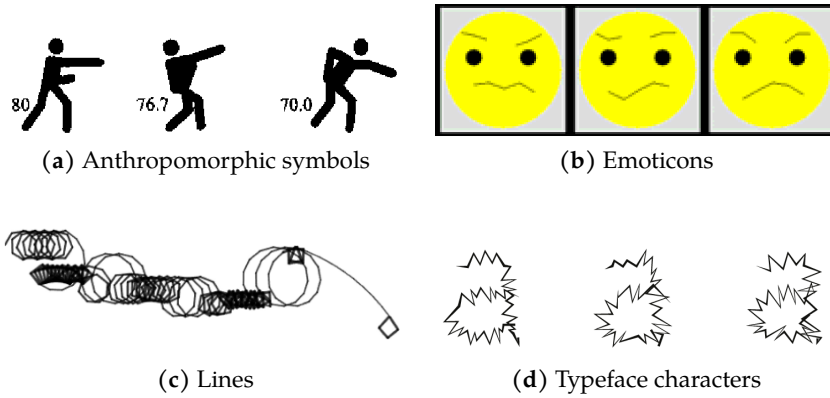 80 76.7 70.0
(a) Anthropomorphic symbols
(b) Emoticons
(c) Lines
(d) Typeface characters